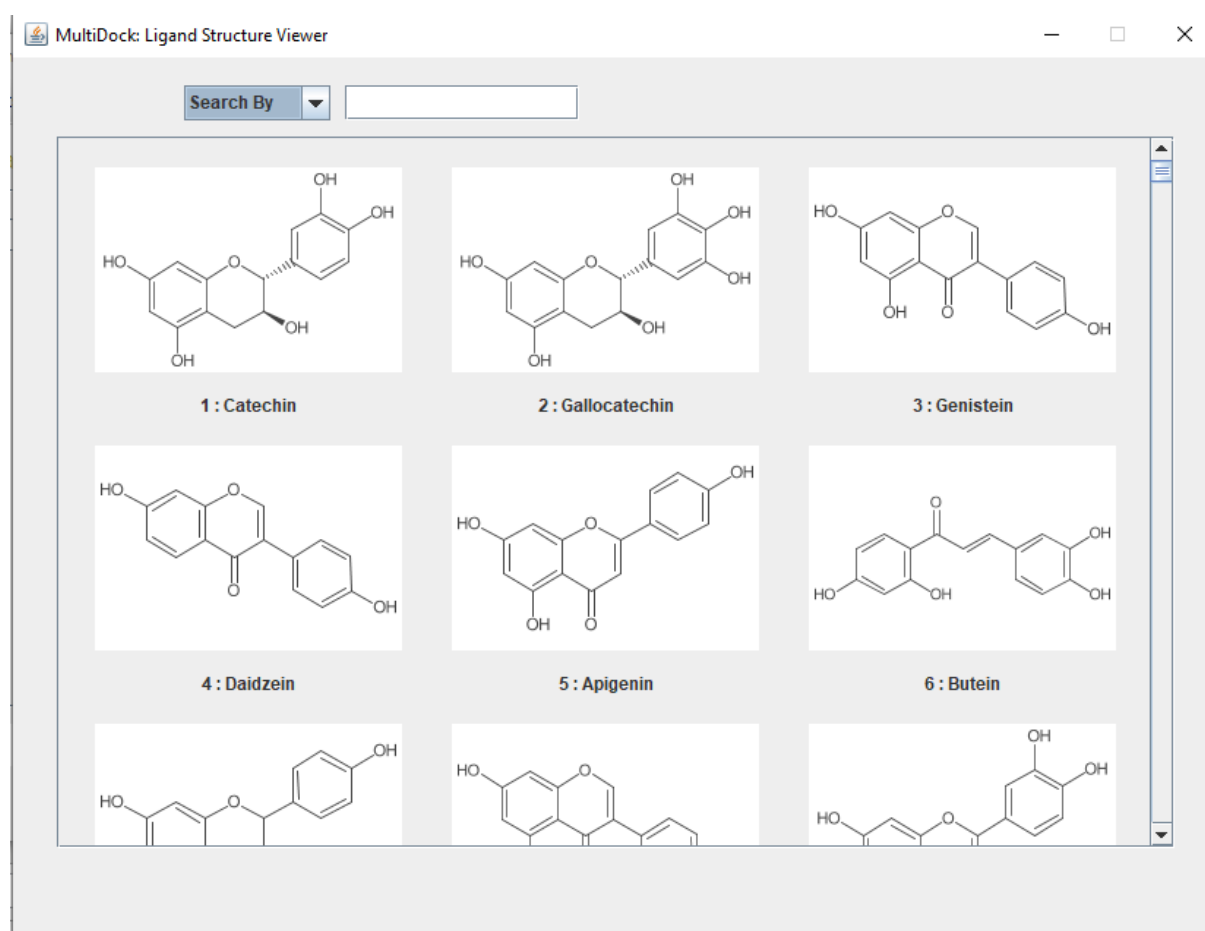 MultiDock: Ligand Structure Viewer
Search By
OH
OH
HO
O
OH
OH
1 : Catechin
OH
OH
OH
HO
O
OH
OH
2 : Gallocatechin
HO
O
OH
O
OH
3 : Genistein
HO
O
O
OH
4 : Daidzein
OH
HO
O
OH
O
5 : Apigenin
O
OH
HO
OH
OH
6 : Butein
OH
HO
O
HO
O
OH
OH
HO
O